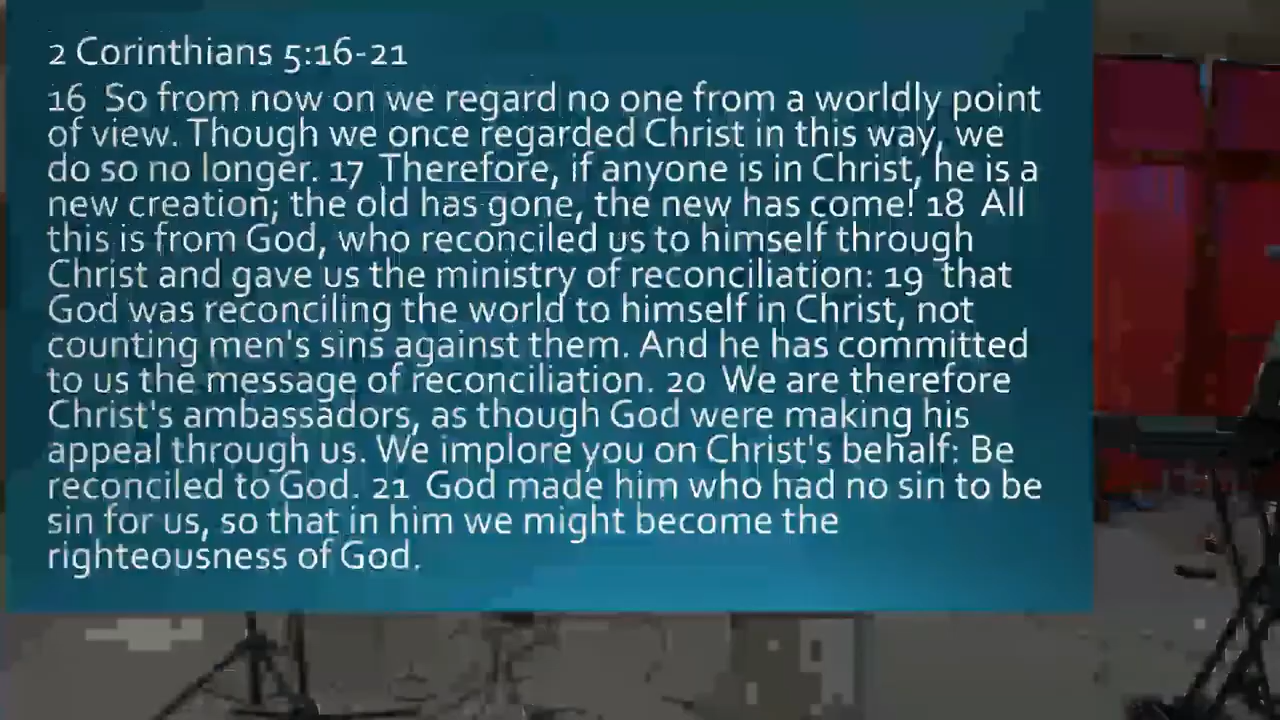 2 Corinthians 5:16-21
16 So from now on we regard no one from a worldly point
of view. Though we once regarded Christ in this way, we
do so no longer. 17 Therefore, if anyone is in Christ, he is a
new creation; the old has gone, the new has come! 18 All
this is from God, who reconciled us to himself through
Christ and gave us the ministry of reconciliation: 19 that
God was reconciling the world to himself in Christ, not
counting men's sins against them. And he has committed
to us the message of reconciliation. 20 We are therefore
Christ's ambassadors, as though God were making his
appeal through us. We implore you on Christ's behalf: Be
reconciled to God. 21 God made him who had no sin to be
sin for us, so that in him we might become the
righteousness of God.